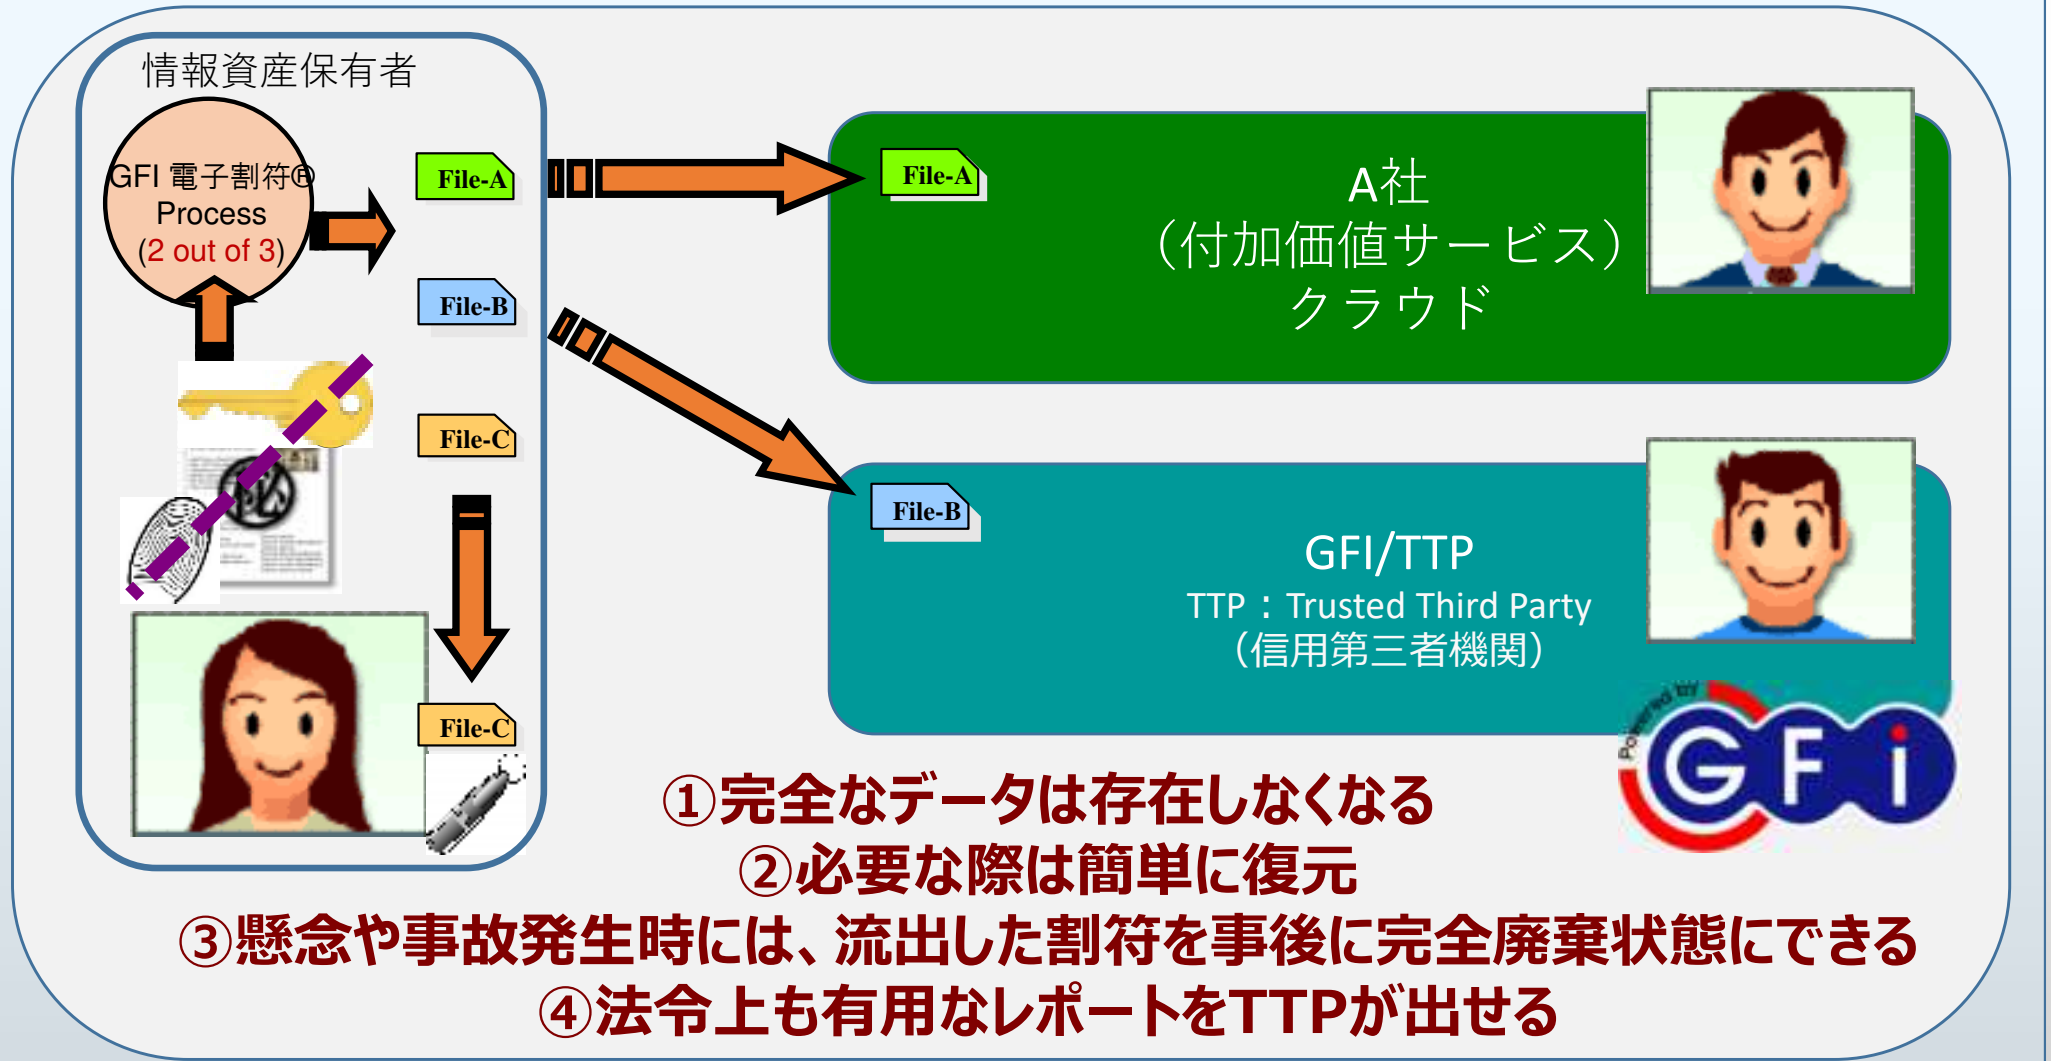 情報資産保有者
GFI 電子割符®
Process
(2 out of 3)
File-A
File-B
File-C
File-C
秘
File-A
A社
（付加価値サービス）
クラウド
File-B
GFI/TTP
TTP：Trusted Third Party
（信用第三者機関）
Powered by
GFi
①完全なデータは存在しなくなる
②必要な際は簡単に復元
③懸念や事故発生時には、流出した割符を事後に完全廃棄状態にできる
④法令上も有用なレポートをTTPが出せる